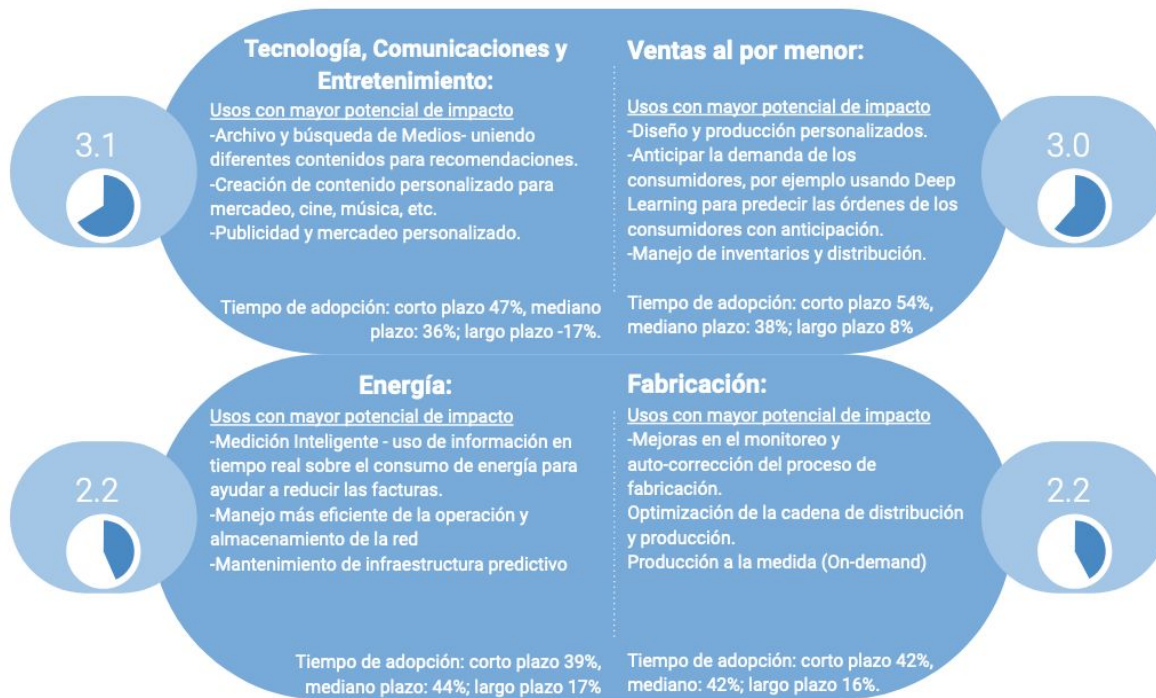 Tecnología, Comunicaciones y
Entretenimiento:
Usos con mayor potencial de impacto
-Archivo y búsqueda de Medios- uniendo
diferentes contenidos para recomendaciones.
-Creación de contenido personalizado para
mercadeo, cine, música, etc.
-Publicidad y mercadeo personalizado.
Tiempo de adopción: corto plazo 47%, mediano
plazo: 36%; largo plazo -17%.
3.1
Ventas al por menor:
Usos con mayor potencial de impacto
-Diseño y producción personalizados.
-Anticipar la demanda de los
consumidores, por ejemplo usando Deep
Learning para predecir las órdenes de los
consumidores con anticipación.
-Manejo de inventarios y distribución.
Tiempo de adopción: corto plazo 54%,
mediano plazo: 38%; largo plazo 8%
3.0
Energía:
Usos con mayor potencial de impacto
-Medición Inteligente - uso de información en
tiempo real sobre el consumo de energía para
ayudar a reducir las facturas.
-Manejo más eficiente de la operación y
almacenamiento de la red
-Mantenimiento de infraestructura predictivo
Tiempo de adopción: corto plazo 39%,
mediano plazo: 44%; largo plazo 17%
2.2
Fabricación:
Usos con mayor potencial de impacto
-Mejoras en el monitoreo y
auto-corrección del proceso de
fabricación.
Optimización de la cadena de distribución
y producción.
Producción a la medida (On-demand)
Tiempo de adopción: corto plazo 42%,
mediano: 42%; largo plazo 16%.
2.2